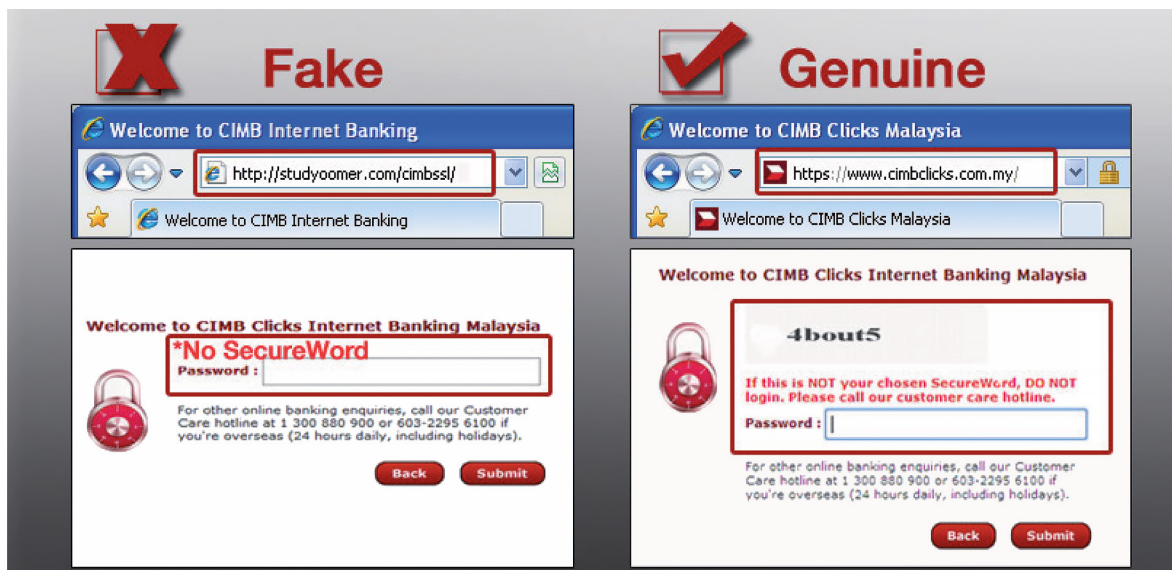 Fake
Welcome to CIMB Internet Banking
http://studyoomer.com/cimbssl/
Welcome to CIMB Internet Banking
Welcome to CIMB Clicks Internet Banking Malaysia
*No SecureWord
Password :
For other online banking enquiries, call our Customer
Care hotline at 1 300 880 900 or 603-2295 6100 if
you're overseas (24 hours daily, including holidays).
Back Submit
Genuine
Welcome to CIMB Clicks Malaysia
https://www.cimbclicks.com.my/
Welcome to CIMB Clicks Malaysia
Welcome to CIMB Clicks Internet Banking Malaysia
4bout5
If this is NOT your chosen SecureWord, DO NOT
login. Please call our customer care hotline.
Password :
For other online banking enquiries, call our Customer
Care hotline at 1 300 880 900 or 603-2295 6100 if
you're overseas (24 hours daily, including holidays).
Back Submit